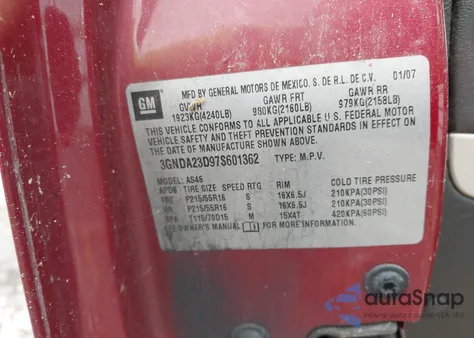 GM
MFD BY GENERAL MOTORS DE MEXICO, S. DE R.L. DE C.V. 01/07
GVWR GAWR FRT GAWR RR
1923KG(4240LB) 980KG(2160LB) 979KG(2158LB)
THIS VEHICLE CONFORMS TO ALL APPLICABLE U.S. FEDERAL MOTOR
VEHICLE SAFETY STANDARDS IN EFFECT ON THE DATE OF
MANUFACTURE SHOWN ABOVE.
3GNDA23D97S601362 TYPE: M.P.V.
MODEL: AS46
TIRE SIZE SPEED RTG RIM COLD TIRE PRESSURE
FRT P215/55R16 S 16X6.5J 210KPA(30PSI)
RR P215/55R16 S 16X6.5J 210KPA(30PSI)
SPA T115/70D15 M 15X4T 420KPA(60PSI)
SEE OWNER'S MANUAL FOR MORE INFORMATION.
autoSnap